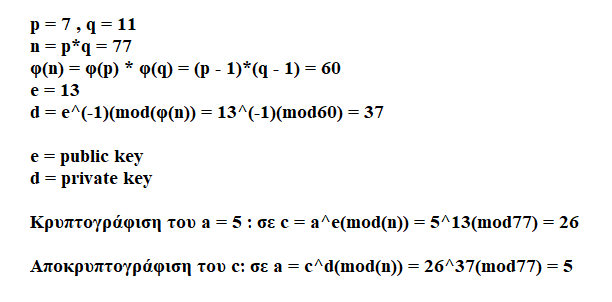 p = 7 , q = 11
n = p*q = 77
φ(n) = φ(p) * φ(q) = (p - 1)*(q - 1) = 60
e = 13
d = e^(-1)(mod(φ(n)) = 13^(-1)(mod60) = 37
e = public key
d = private key
Κρυπτογράφιση του a = 5 : σε c = a^e(mod(n)) = 5^13(mod77) = 26
Αποκρυπτογράφιση του c: σε a = c^d(mod(n)) = 26^37(mod77) = 5